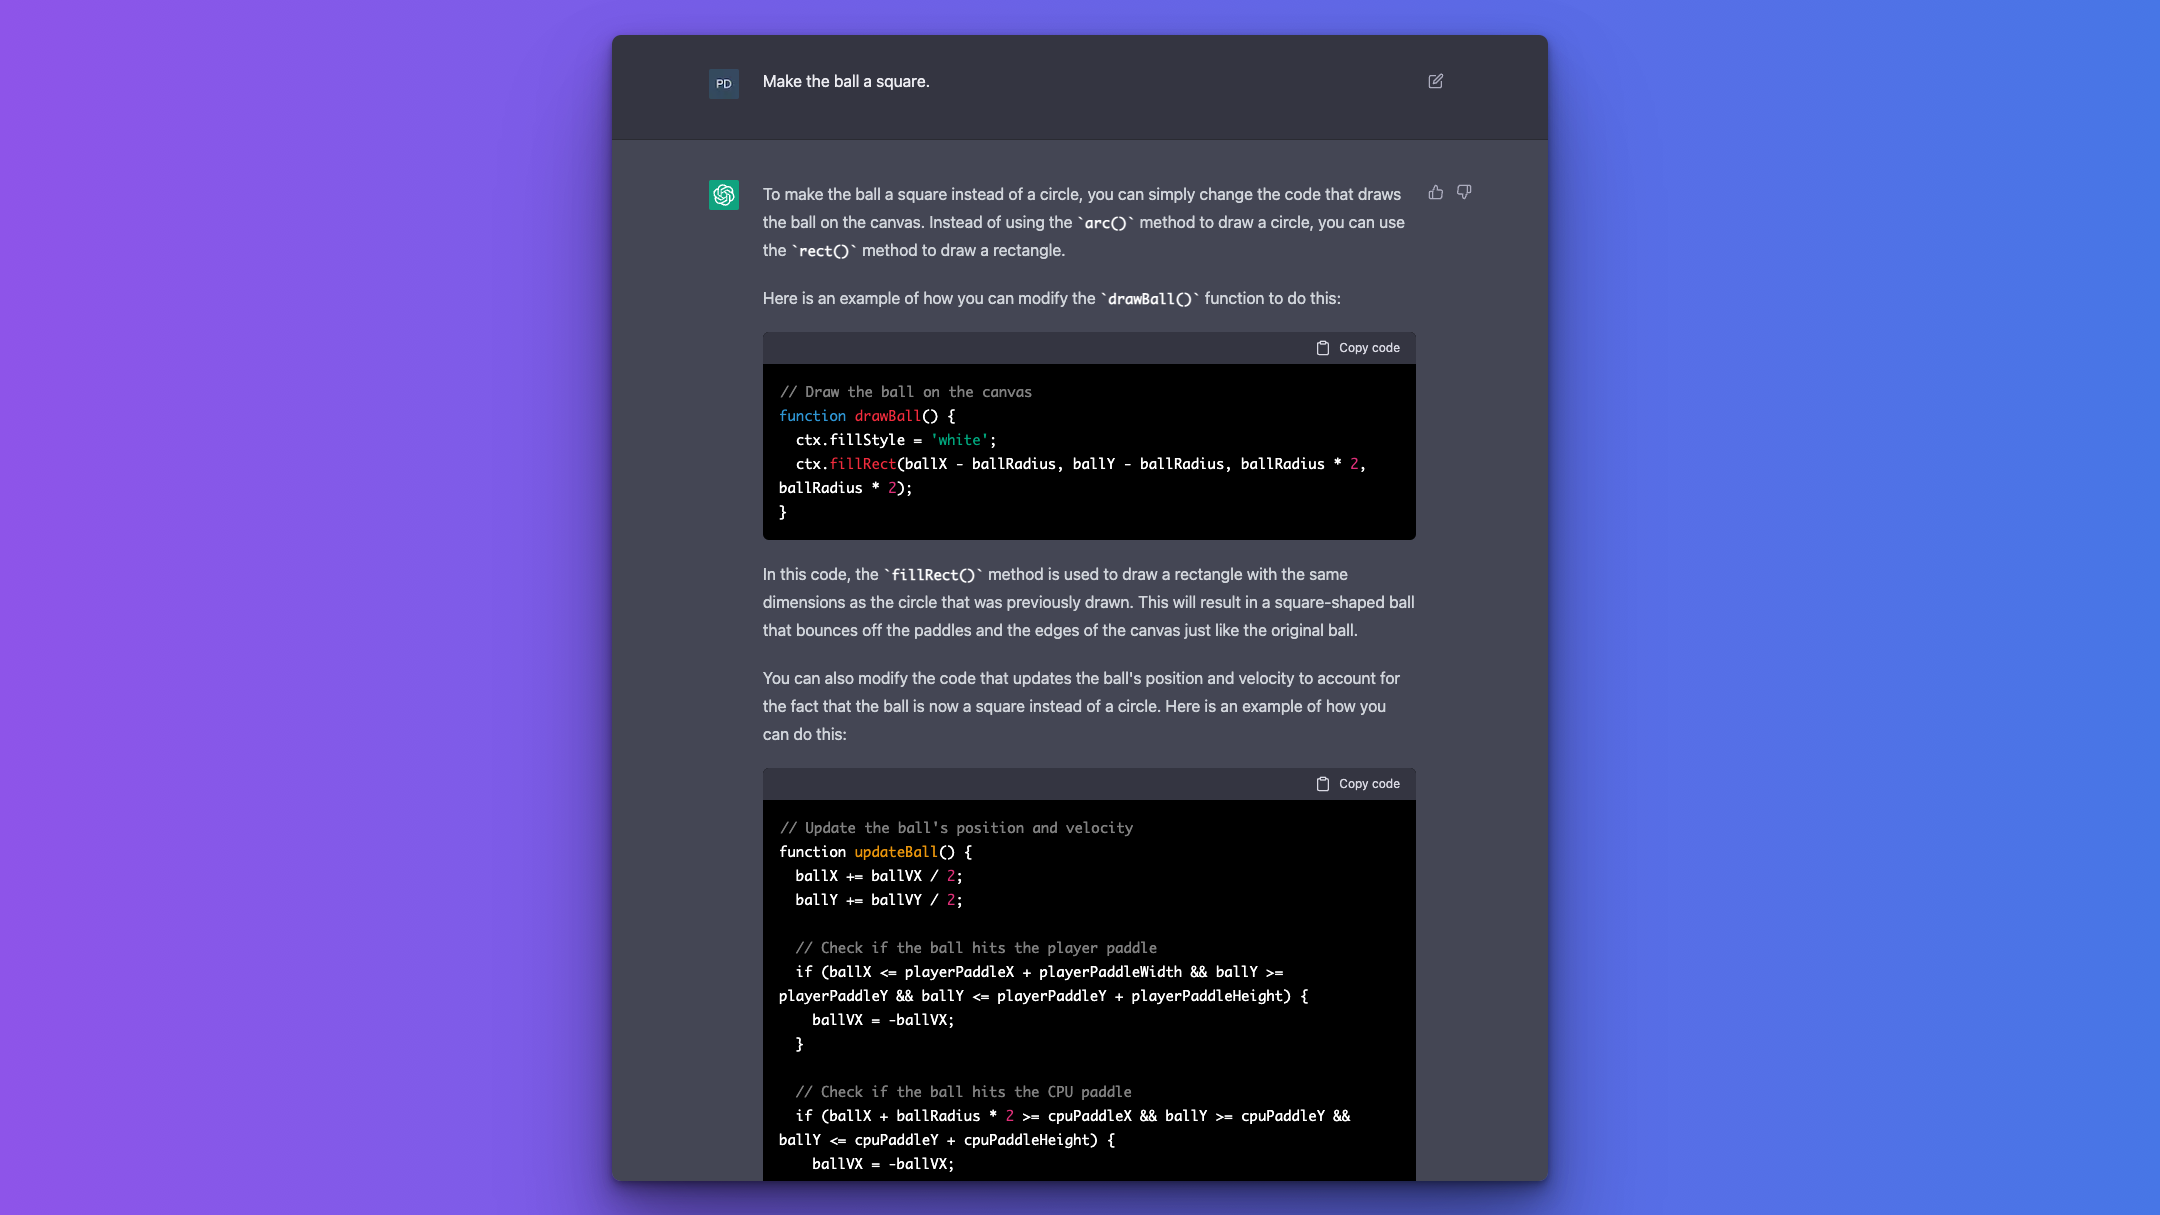 PD
Make the ball a square.
To make the ball a square instead of a circle, you can simply change the code that draws
the ball on the canvas. Instead of using the `arc()` method to draw a circle, you can use
the `rect()` method to draw a rectangle.
Here is an example of how you can modify the `drawBall()` function to do this:
Copy code
// Draw the ball on the canvas
function drawBall() {
  ctx.fillStyle = 'white';
  ctx.fillRect(ballX - ballRadius, ballY - ballRadius, ballRadius * 2,
ballRadius * 2);
}
In this code, the `fillRect()` method is used to draw a rectangle with the same
dimensions as the circle that was previously drawn. This will result in a square-shaped ball
that bounces off the paddles and the edges of the canvas just like the original ball.
You can also modify the code that updates the ball's position and velocity to account for
the fact that the ball is now a square instead of a circle. Here is an example of how you
can do this:
Copy code
// Update the ball's position and velocity
function updateBall() {
  ballX += ballVX / 2;
  ballY += ballVY / 2;
  // Check if the ball hits the player paddle
  if (ballX <= playerPaddleX + playerPaddleWidth && ballY >=
playerPaddleY && ballY <= playerPaddleY + playerPaddleHeight) {
    ballVX = -ballVX;
  }
  // Check if the ball hits the CPU paddle
  if (ballX + ballRadius * 2 >= cpuPaddleX && ballY >= cpuPaddleY &&
ballY <= cpuPaddleY + cpuPaddleHeight) {
    ballVX = -ballVX;